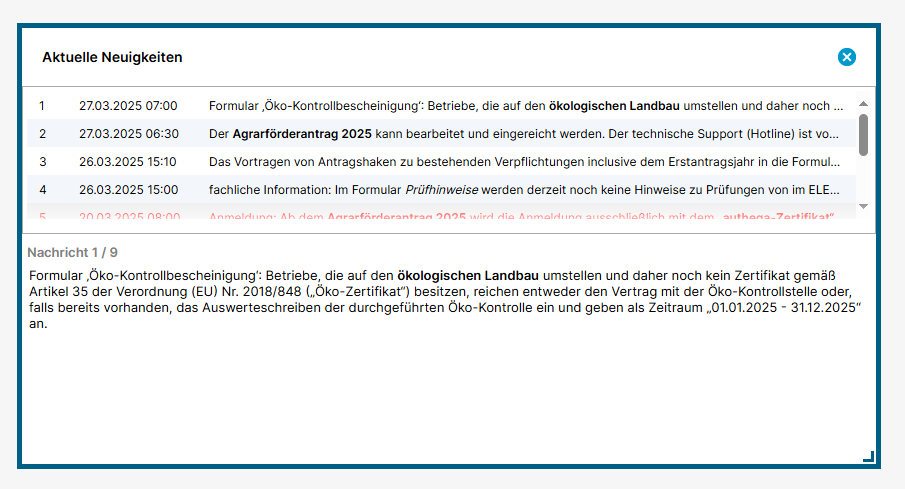 Aktuelle Neuigkeiten
1 27.03.2025 07:00 Formular ‚Öko-Kontrollbescheinigung‘: Betriebe, die auf den ökologischen Landbau umstellen und daher noch ...
2 27.03.2025 06:30 Der Agrarförderantrag 2025 kann bearbeitet und eingereicht werden. Der technische Support (Hotline) ist vo...
3 26.03.2025 15:10 Das Vortragen von Antragshaken zu bestehenden Verpflichtungen inclusive dem Erstantragsjahr in die Formul...
4 26.03.2025 15:00 fachliche Information: Im Formular Prüfhinweise werden derzeit noch keine Hinweise zu Prüfungen von im ELE...
5 20.03.2025 08:00 Anmeldung: Ab dem Agrarförderantrag 2025 wird die Anmeldung ausschließlich mit dem „authega-Zertifikat“
Nachricht 1 / 9
Formular ‚Öko-Kontrollbescheinigung‘: Betriebe, die auf den ökologischen Landbau umstellen und daher noch kein Zertifikat gemäß
Artikel 35 der Verordnung (EU) Nr. 2018/848 („Öko-Zertifikat“) besitzen, reichen entweder den Vertrag mit der Öko-Kontrollstelle oder,
falls bereits vorhanden, das Auswerteschreiben der durchgeführten Öko-Kontrolle ein und geben als Zeitraum „01.01.2025 - 31.12.2025“
an.